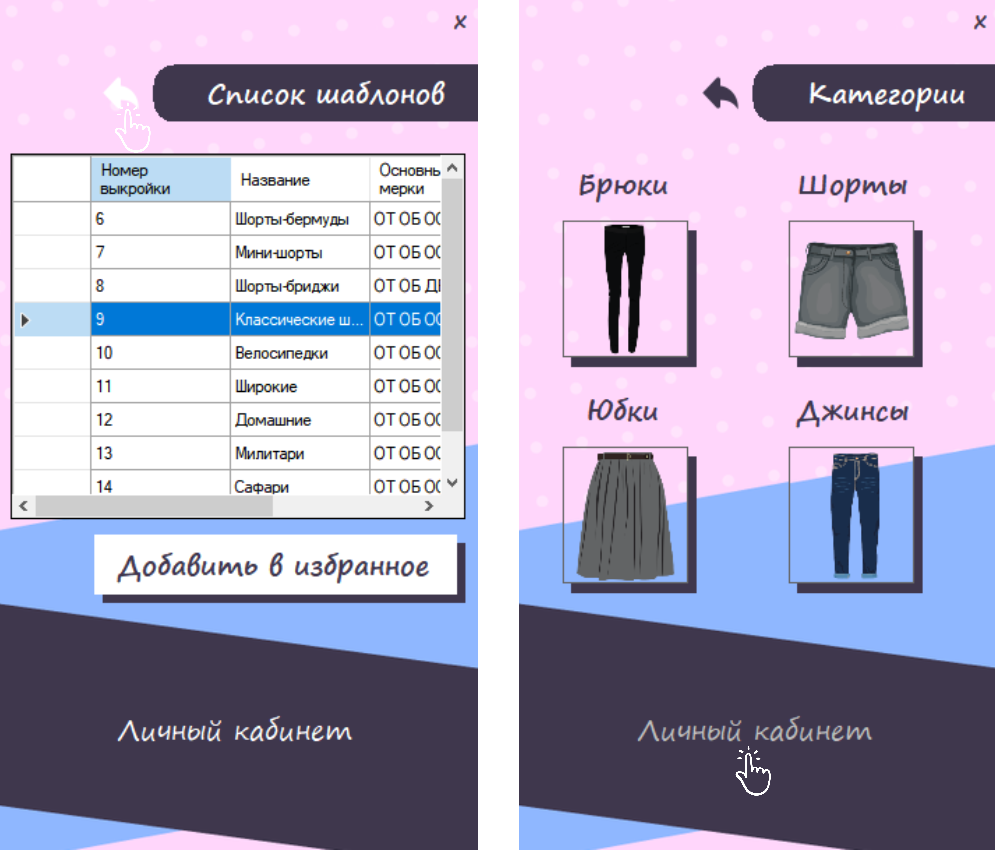 x
Список шаблонов
Номер выкройки Название Основнь мерки
6 Шорты-бермуды ОТ ОБ ОС
7 Мини-шорты ОТ ОБ ОС
8 Шорты-бриджи ОТ ОБ ДІ
9 Классические ш... ОТ ОБ ОС
10 Велосипедки ОТ ОБ ОС
11 Широкие ОТ ОБ ОС
12 Домашние ОТ ОБ ОС
13 Милитари ОТ ОБ ОС
14 Сафари ОТ ОБ ОС
Добавить в избранное
Личный кабинет
x
Категории
Брюки Шорты
Юбки Джинсы
Личный кабинет